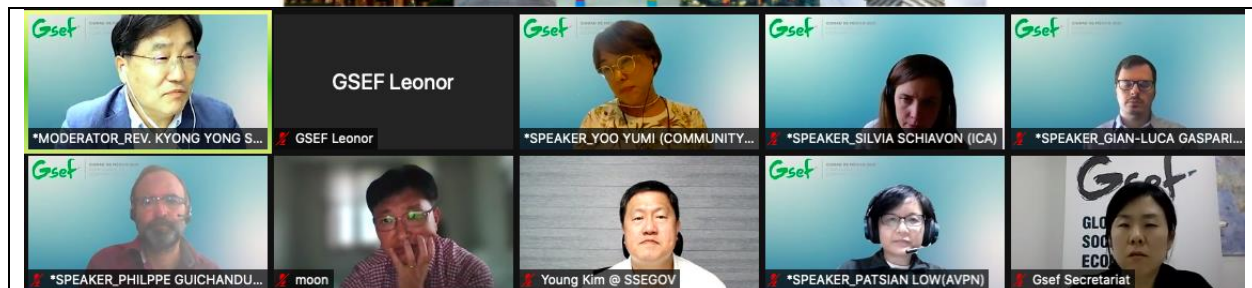 Gsef
*MODERATOR_REV. KYONG YONG S...
GSEF Leonor
GSEF Leonor
Gsef
*SPEAKER_YOO YUMI (COMMUNITY...
Gsef
*SPEAKER_SILVIA SCHIAVON (ICA)
Gsef
*SPEAKER_GIAN-LUCA GASPARI...
Gsef
*SPEAKER_PHILPPE GUICHANDU...
moon
Young Kim @ SSEGOV
Gsef
*SPEAKER_PATSIAN LOW(AVPN)
Gsef
GLO
SOC
ECO
Gsef Secretariat